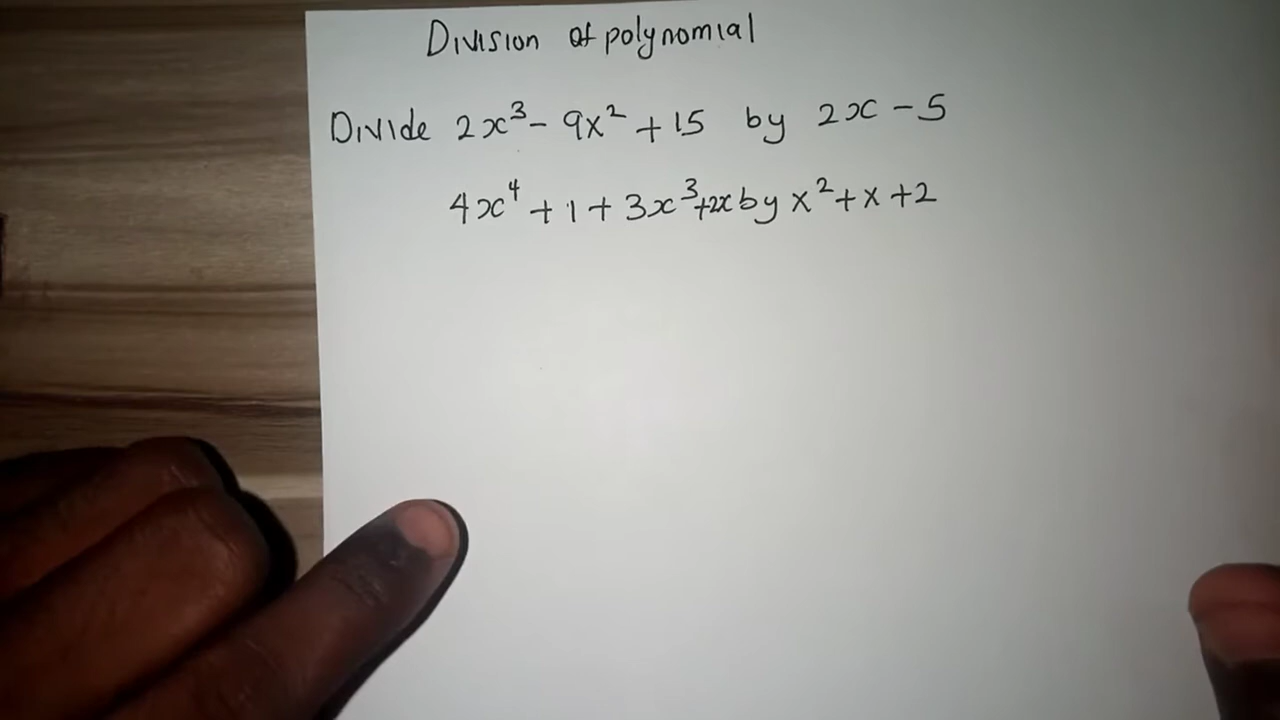 Division of polynomial
Divide 2x³ - 9x² + 15 by 2x - 5
4x⁴ + 1 + 3x³ + 2x by x² + x + 2